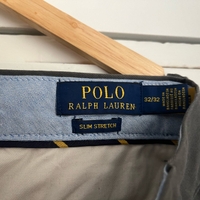 POLO
RALPH LAUREN
32/32
SLIM STRETCH